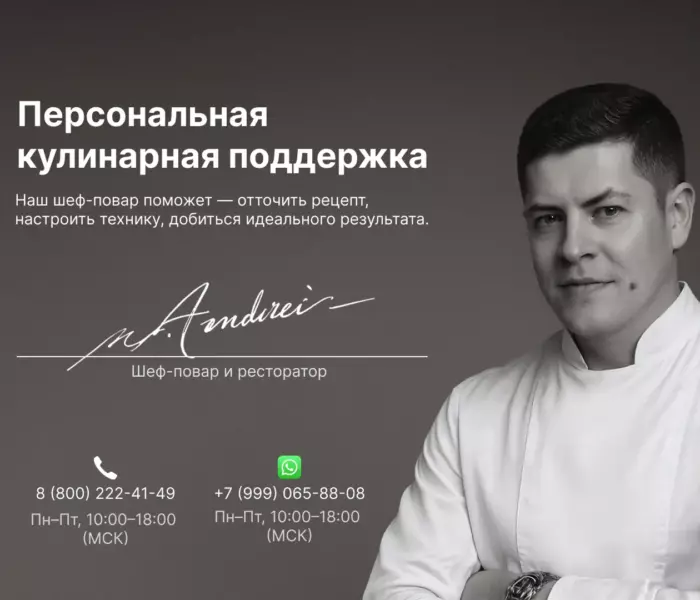 Персональная
кулинарная поддержка
Наш шеф-повар поможет — отточить рецепт,
настроить технику, добиться идеального результата.
Andrei
Шеф-повар и ресторатор
8 (800) 222-41-49
Пн–Пт, 10:00–18:00
(МСК)
+7 (999) 065-88-08
Пн–Пт, 10:00–18:00
(МСК)